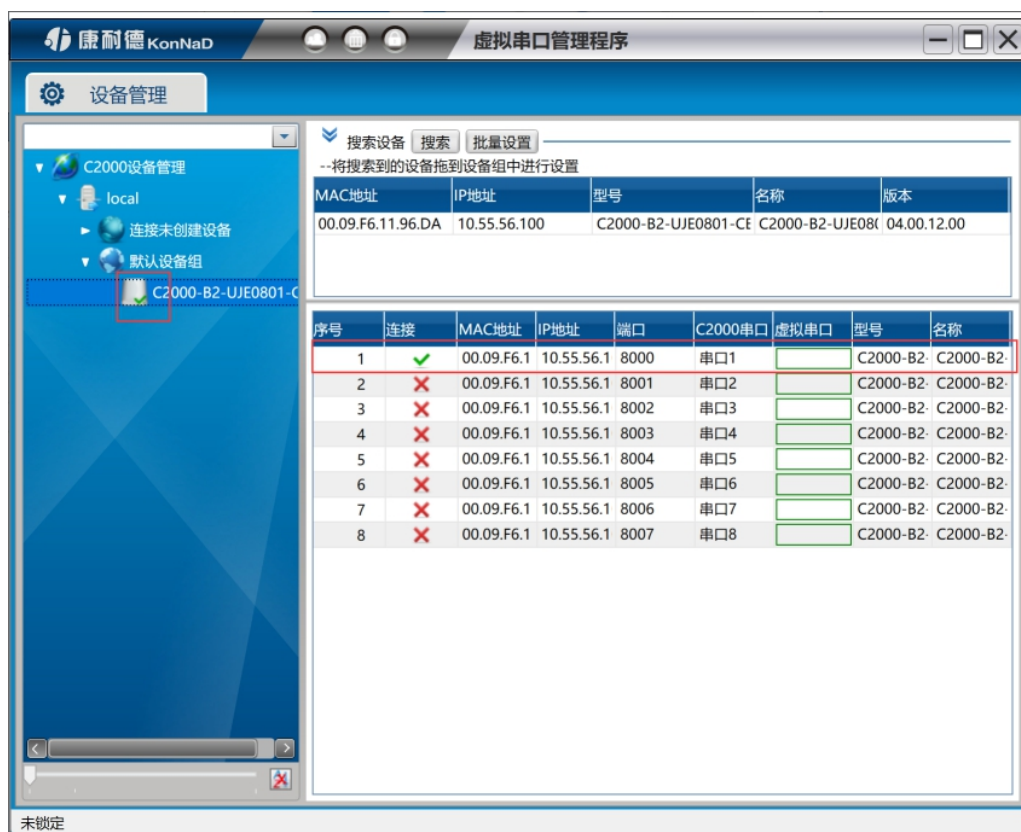 康耐德 KonNaD 虚拟串口管理程序
设备管理
C2000设备管理
local
连接未创建设备
默认设备组
C2000-B2-UJE0801-C
搜索设备 搜索 批量设置
--将搜索到的设备拖到设备组中进行设置
MAC地址 IP地址 型号 名称 版本
00.09.F6.11.96.DA 10.55.56.100 C2000-B2-UJE0801-CE C2000-B2-UJE080 04.00.12.00
序号 连接 MAC地址 IP地址 端口 C2000串口 虚拟串口 型号 名称
1 00.09.F6.1 10.55.56.1 8000 串口1 C2000-B2- C2000-B2-
2 00.09.F6.1 10.55.56.1 8001 串口2 C2000-B2- C2000-B2-
3 00.09.F6.1 10.55.56.1 8002 串口3 C2000-B2- C2000-B2-
4 00.09.F6.1 10.55.56.1 8003 串口4 C2000-B2- C2000-B2-
5 00.09.F6.1 10.55.56.1 8004 串口5 C2000-B2- C2000-B2-
6 00.09.F6.1 10.55.56.1 8005 串口6 C2000-B2- C2000-B2-
7 00.09.F6.1 10.55.56.1 8006 串口7 C2000-B2- C2000-B2-
8 00.09.F6.1 10.55.56.1 8007 串口8 C2000-B2- C2000-B2-
未锁定